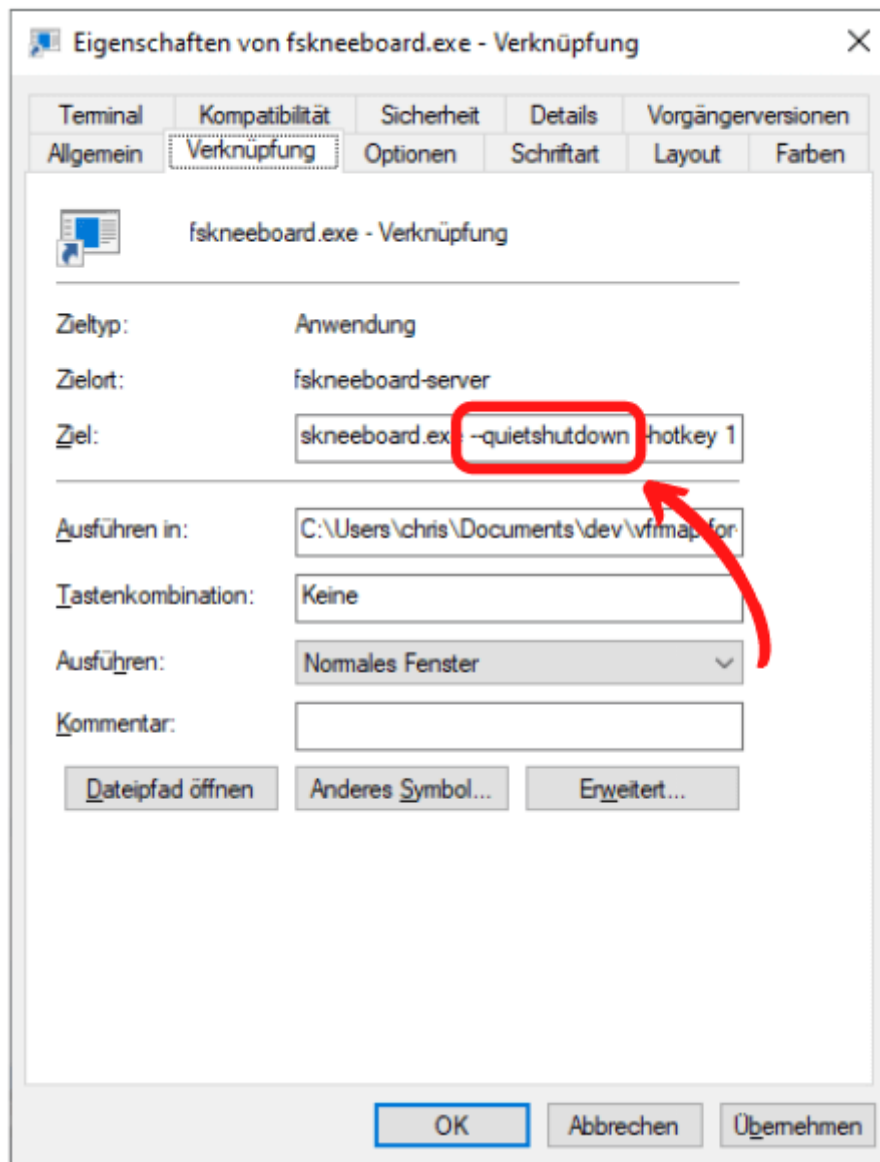 Eigenschaften von fskneeboard.exe - Verknüpfung
Terminal Kompatibilität Sicherheit Details Vorgängerversionen
Allgemein Verknüpfung Optionen Schriftart Layout Farben
fskneeboard.exe - Verknüpfung
Zieltyp: Anwendung
Zielort: fskneeboard-server
Ziel: skneeboard.exe --quietshutdown --hotkey 1
Ausführen in: C:\Users\chris\Documents\dev\vfrmap-for-
Tastenkombination: Keine
Ausführen: Normales Fenster
Kommentar:
Dateipfad öffnen Anderes Symbol... Erweitert...
OK Abbrechen Übernehmen